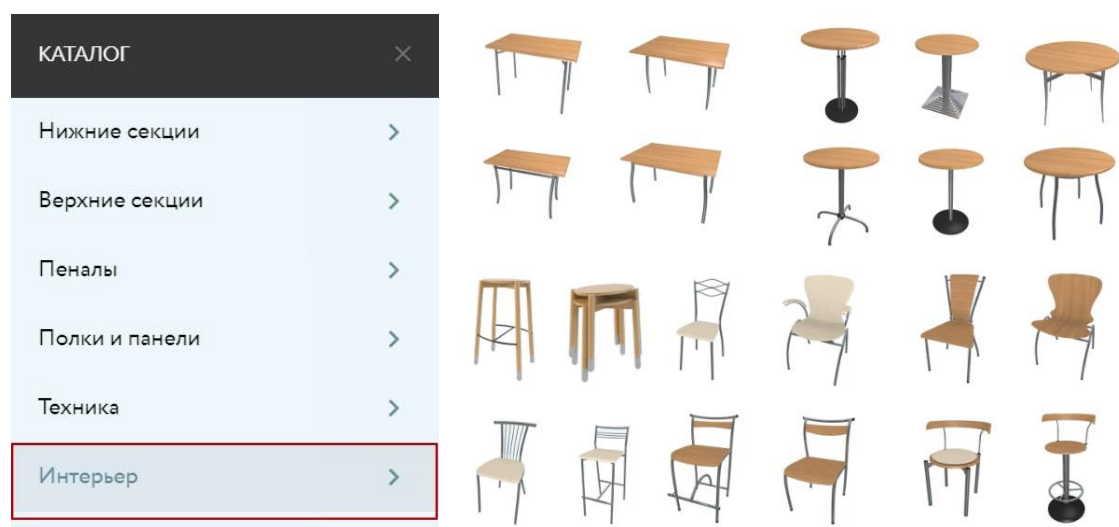 КАТАЛОГ
Нижние секции
Верхние секции
Пеналы
Полки и панели
Техника
Интерьер